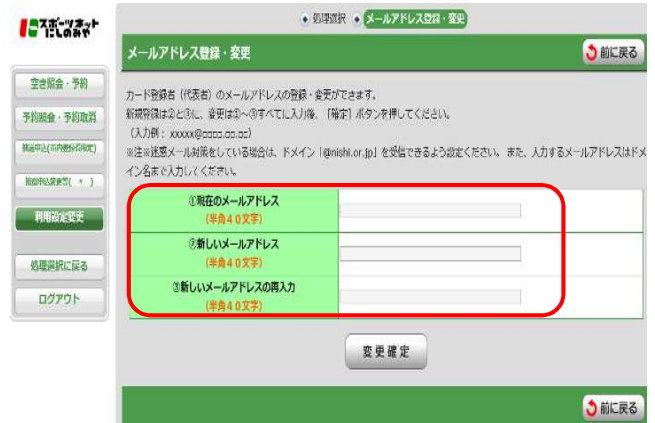 スポーツネット
にしのみや
処理選択 メールアドレス登録・変更
メールアドレス登録・変更
前に戻る
空き照会・予約
予約照会・予約取消
利用設定変更
処理選択に戻る
ログアウト
カード登録者（代表者）のメールアドレスの登録・変更ができます。
新規登録は②と③に、変更は①～③すべてに入力後、「確定」ボタンを押してください。
（入力例：xxxxx@oooo.oo.oo）
※注※迷惑メール対策をしている場合は、ドメイン「@nishi.or.jp」を受信できるよう設定ください。また、入力するメールアドレスはドメ
イン名まで入力してください。
①現在のメールアドレス
（半角４０文字）
②新しいメールアドレス
（半角４０文字）
③新しいメールアドレスの再入力
（半角４０文字）
変更確定
前に戻る